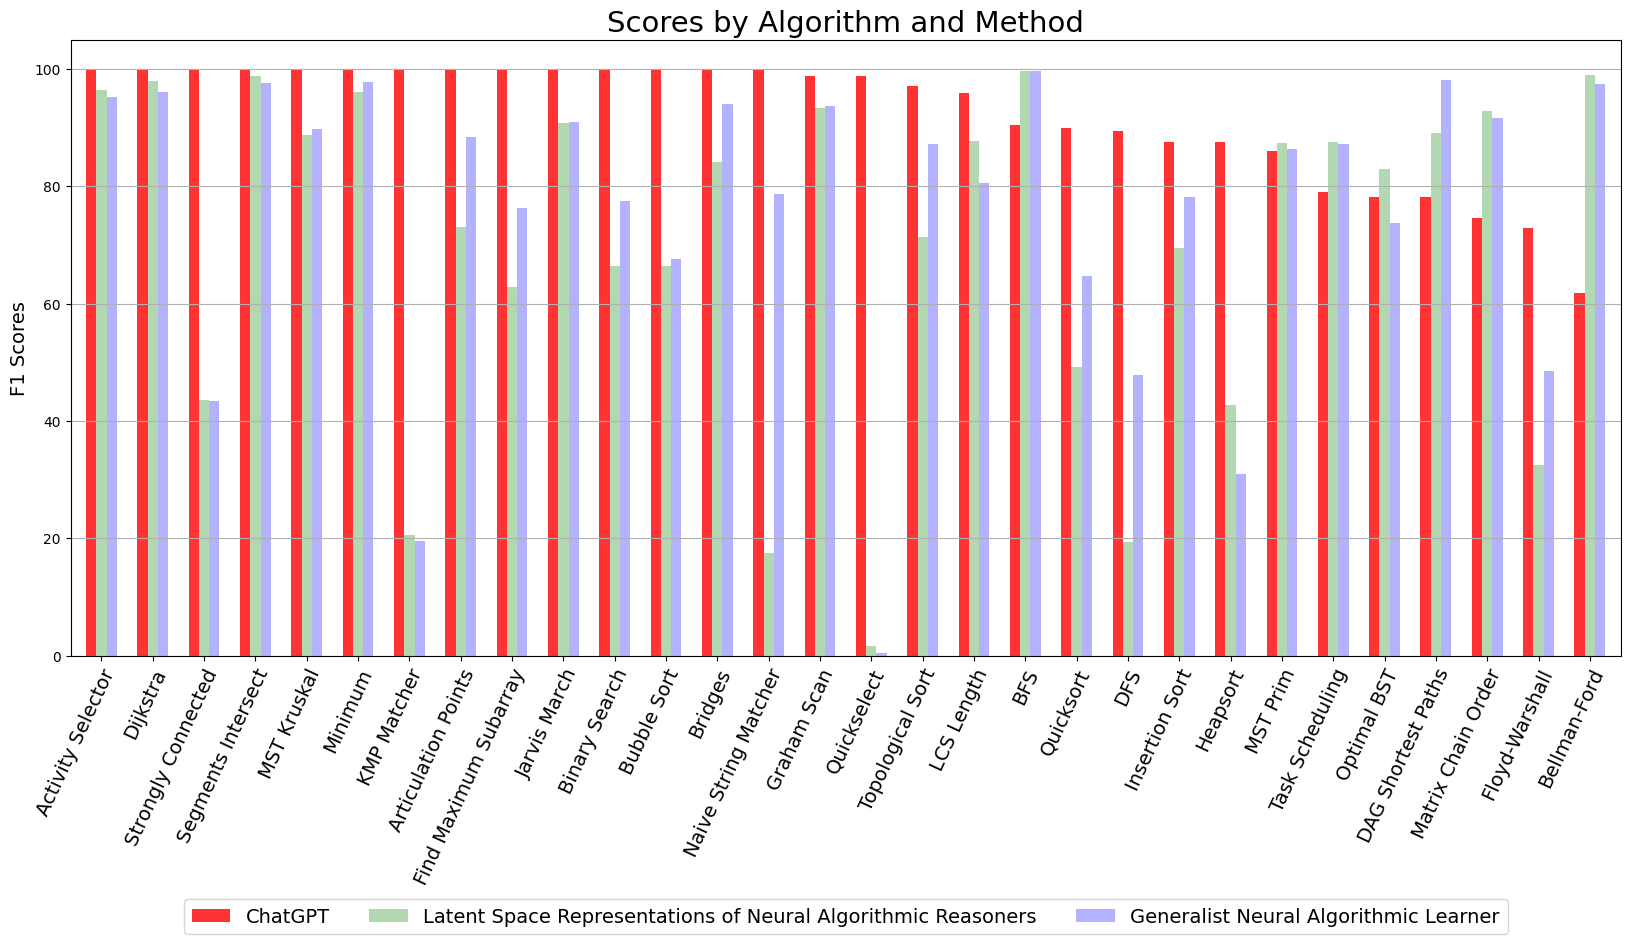 Scores by Algorithm and Method
F1 Scores
100
80
60
40
20
0
Activity Selector
Dijkstra
Strongly Connected
Segments Intersect
MST Kruskal
Minimum
KMP Matcher
Articulation Points
Find Maximum Subarray
Jarvis March
Binary Search
Bubble Sort
Bridges
Naive String Matcher
Graham Scan
Quickselect
Topological Sort
LCS Length
BFS
Quicksort
DFS
Insertion Sort
Heapsort
MST Prim
Task Scheduling
Optimal BST
DAG Shortest Paths
Matrix Chain Order
Floyd-Warshall
Bellman-Ford
ChatGPT
Latent Space Representations of Neural Algorithmic Reasoners
Generalist Neural Algorithmic Learner